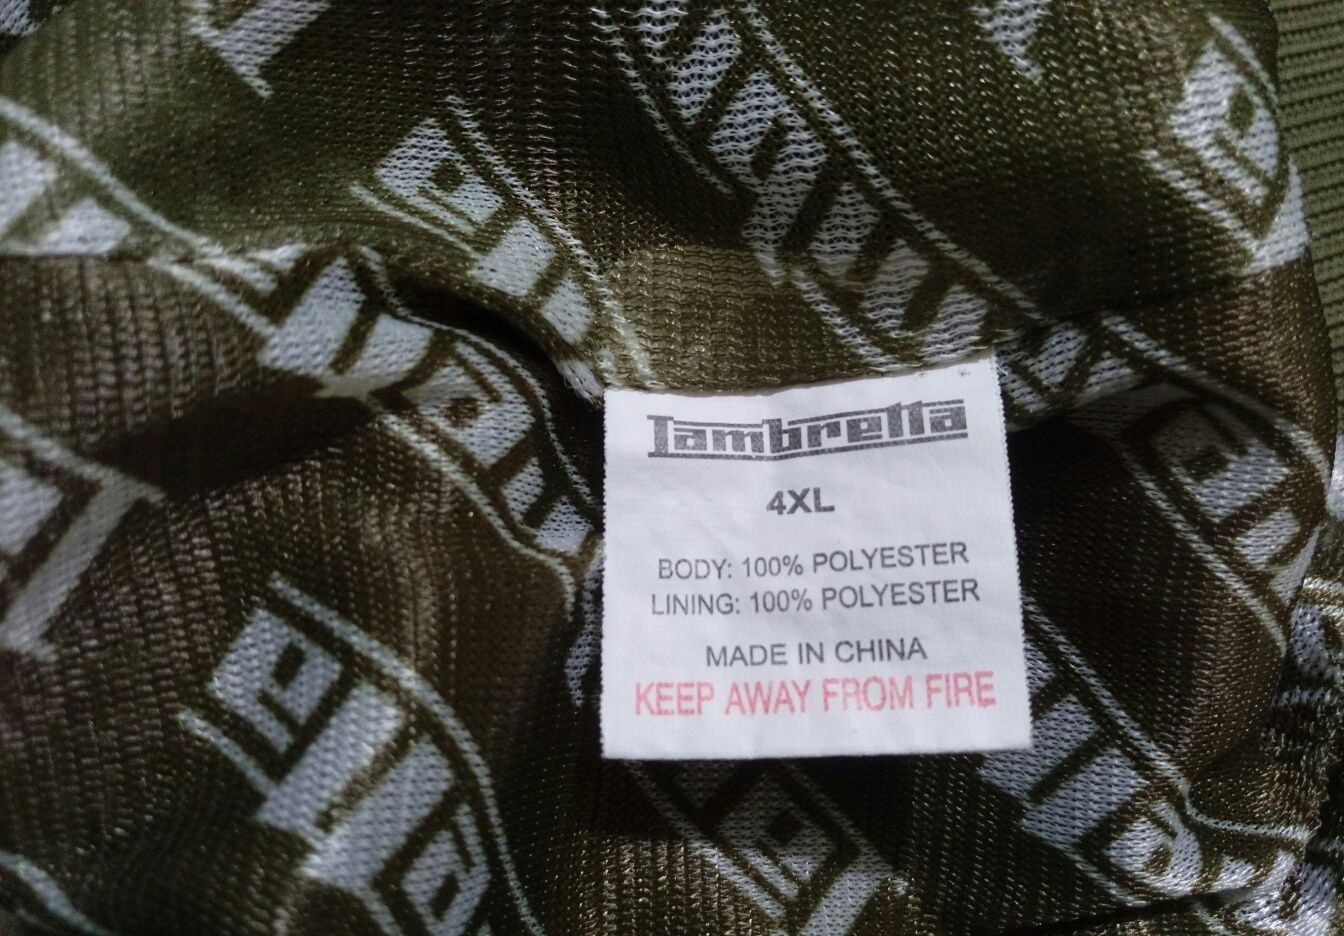 Lambretta
4XL
BODY: 100% POLYESTER
LINING: 100% POLYESTER
MADE IN CHINA
KEEP AWAY FROM FIRE